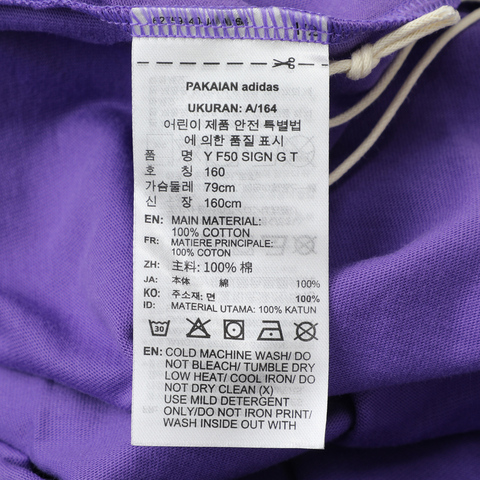 PAKAIAN adidas
UKURAN: A/164
어린이 제품 안전 특별법
에 의한 품질 표시
품 명 Y F50 SIGN G T
호 칭 160
가슴둘레 79cm
신 장 160cm
EN: MAIN MATERIAL:
100% COTTON
FR: MATIERE PRINCIPALE:
100% COTON
ZH: 主料: 100% 棉
JA: 本体 綿 100%
KO: 주소재: 면 100%
ID: MATERIAL UTAMA: 100% KATUN
30
EN: COLD MACHINE WASH/ DO
NOT BLEACH/ TUMBLE DRY
LOW HEAT/ COOL IRON/ DO
NOT DRY CLEAN (X)
USE MILD DETERGENT
ONLY/DO NOT IRON PRINT/
WASH INSIDE OUT WITH